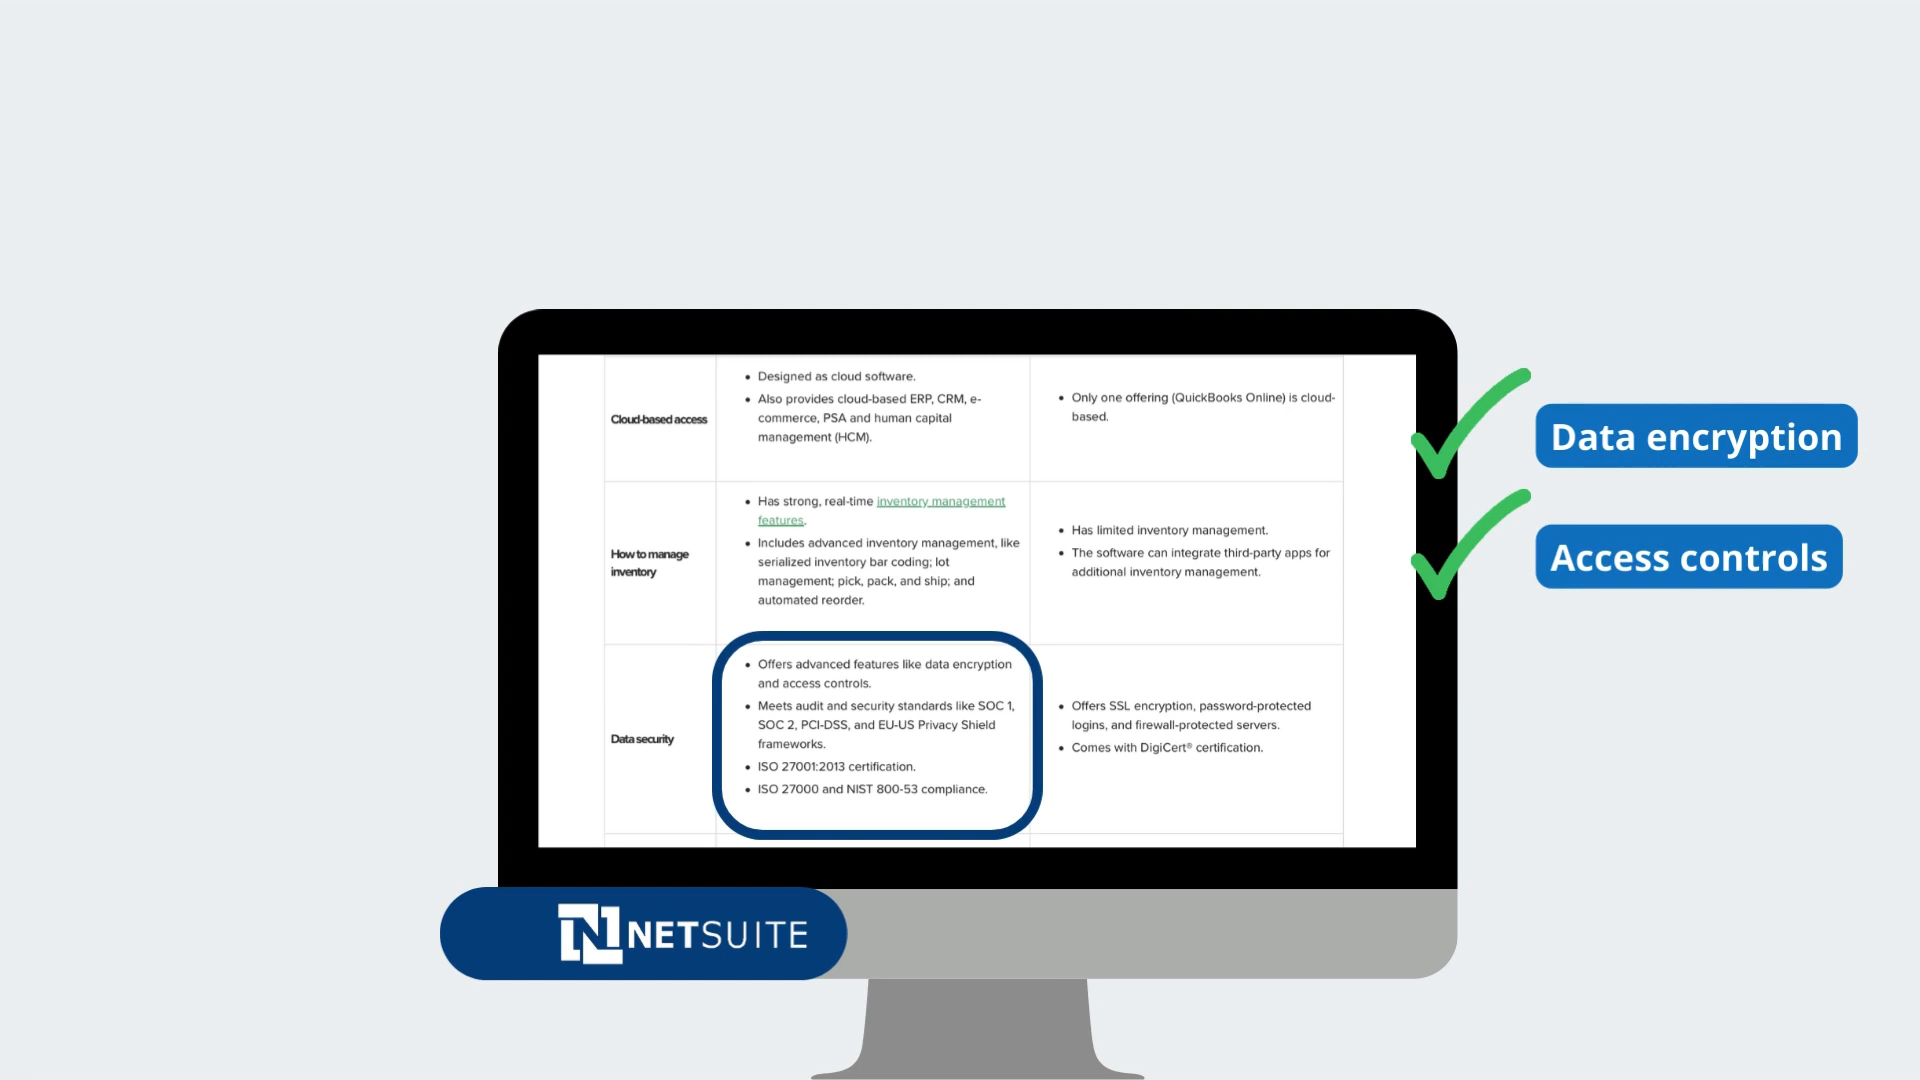 Cloud-based access
• Designed as cloud software.
• Also provides cloud-based ERP, CRM, e-
commerce, PSA and human capital
management (HCM).
• Only one offering (QuickBooks Online) is cloud-
based.
How to manage
inventory
• Has strong, real-time inventory management
features.
• Includes advanced inventory management, like
serialized inventory bar coding; lot
management; pick, pack, and ship; and
automated reorder.
• Has limited inventory management.
• The software can integrate third-party apps for
additional inventory management.
Data security
• Offers advanced features like data encryption
and access controls.
• Meets audit and security standards like SOC 1,
SOC 2, PCI-DSS, and EU-US Privacy Shield
frameworks.
• ISO 27001:2013 certification.
• ISO 27000 and NIST 800-53 compliance.
• Offers SSL encryption, password-protected
logins, and firewall-protected servers.
• Comes with DigiCert® certification.
Data encryption
Access controls
NETSUITE